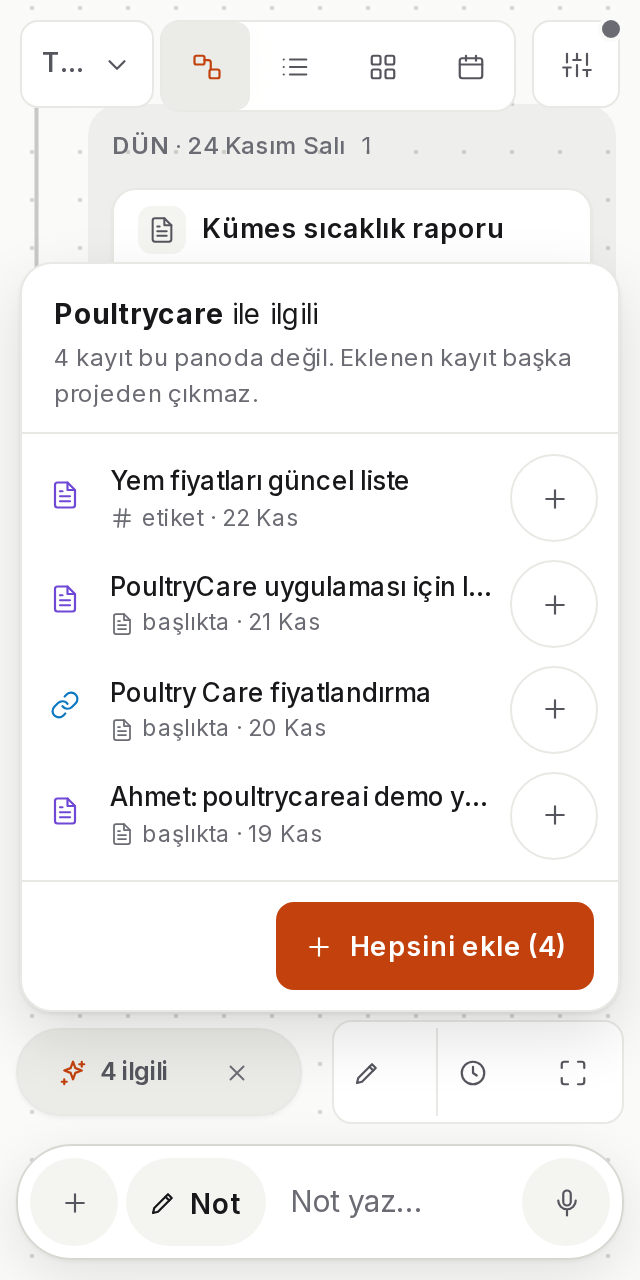 T...
DÜN · 24 Kasım Salı 1
Kümes sıcaklık raporu
Poultrycare ile ilgili
4 kayıt bu panoda değil. Eklenen kayıt başka
projeden çıkmaz.
Yem fiyatları güncel liste
# etiket · 22 Kas
PoultryCare uygulaması için l...
başlıkta · 21 Kas
Poultry Care fiyatlandırma
başlıkta · 20 Kas
Ahmet: poultrycareai demo y...
başlıkta · 19 Kas
+ Hepsini ekle (4)
4 ilgili
Not Not yaz...